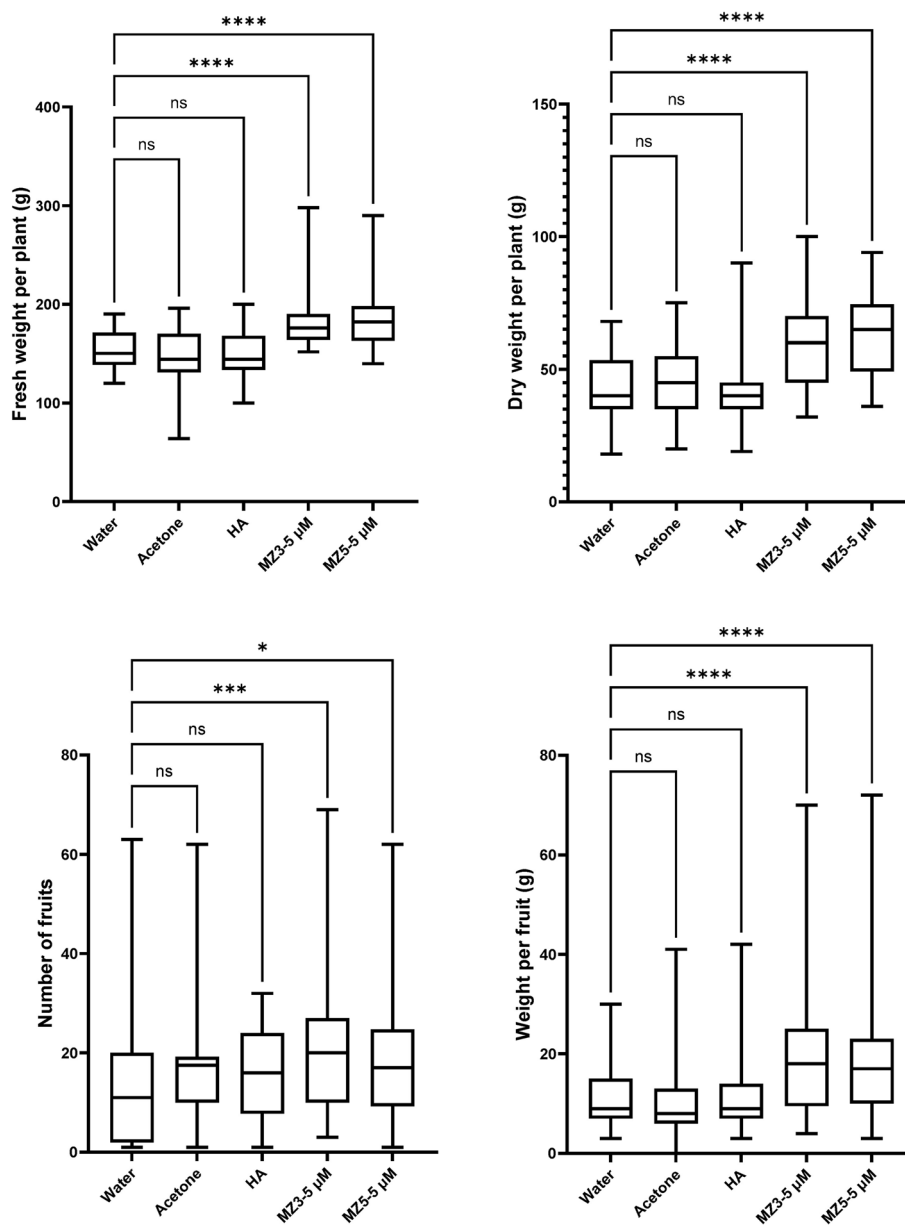 ****
****
ns
ns
Fresh weight per plant (g)
400
300
200
100
0
Water
Acetone
HA
MZ3-5 µM
MZ5-5 µM
****
****
ns
ns
Dry weight per plant (g)
150
100
50
0
Water
Acetone
HA
MZ3-5 µM
MZ5-5 µM
*
***
ns
ns
Number of fruits
80
60
40
20
0
Water
Acetone
HA
MZ3-5 µM
MZ5-5 µM
****
****
ns
ns
Weight per fruit (g)
80
60
40
20
0
Water
Acetone
HA
MZ3-5 µM
MZ5-5 µM